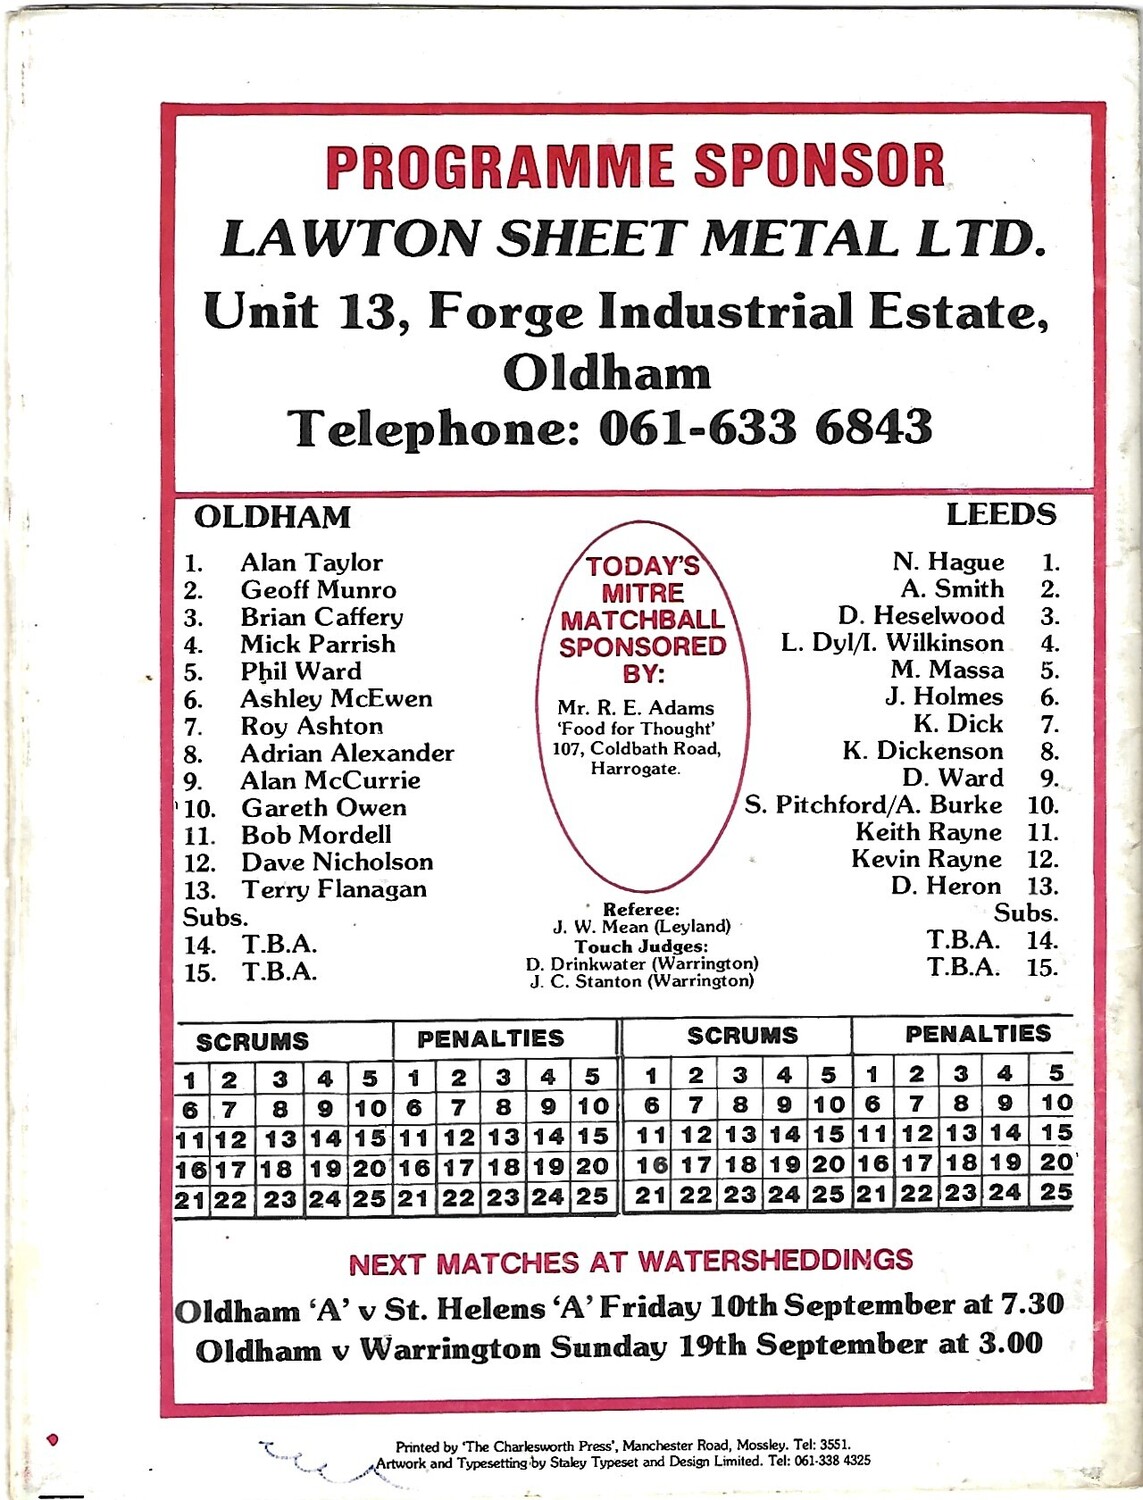 PROGRAMME SPONSOR
LAWTON SHEET METAL LTD.
Unit 13, Forge Industrial Estate,
Oldham
Telephone: 061-633 6843
OLDHAM
1. Alan Taylor
2. Geoff Munro
3. Brian Caffery
4. Mick Parrish
5. Phil Ward
6. Ashley McEwen
7. Roy Ashton
8. Adrian Alexander
9. Alan McCurrie
10. Gareth Owen
11. Bob Mordell
12. Dave Nicholson
13. Terry Flanagan
Subs.
14. T.B.A.
15. T.B.A.
TODAY'S
MITRE
MATCHBALL
SPONSORED
BY:
Mr. R. E. Adams
'Food for Thought'
107, Coldbath Road,
Harrogate.
Referee:
J. W. Mean (Leyland)
Touch Judges:
D. Drinkwater (Warrington)
J. C. Stanton (Warrington)
LEEDS
N. Hague 1.
A. Smith 2.
D. Heselwood 3.
L. Dyl/I. Wilkinson 4.
M. Massa 5.
J. Holmes 6.
K. Dick 7.
K. Dickenson 8.
D. Ward 9.
S. Pitchford/A. Burke 10.
Keith Rayne 11.
Kevin Rayne 12.
D. Heron 13.
Subs.
T.B.A. 14.
T.B.A. 15.
SCRUMS PENALTIES SCRUMS PENALTIES
1 2 3 4 5 1 2 3 4 5 1 2 3 4 5 1 2 3 4 5
6 7 8 9 10 6 7 8 9 10 6 7 8 9 10 6 7 8 9 10
11 12 13 14 15 11 12 13 14 15 11 12 13 14 15 11 12 13 14 15
16 17 18 19 20 16 17 18 19 20 16 17 18 19 20 16 17 18 19 20
21 22 23 24 25 21 22 23 24 25 21 22 23 24 25 21 22 23 24 25
NEXT MATCHES AT WATERSHEDDINGS
Oldham 'A' v St. Helens 'A' Friday 10th September at 7.30
Oldham v Warrington Sunday 19th September at 3.00
Printed by 'The Charlesworth Press', Manchester Road, Mossley. Tel: 3551.
Artwork and Typesetting by Staley Typeset and Design Limited. Tel: 061-338 4325